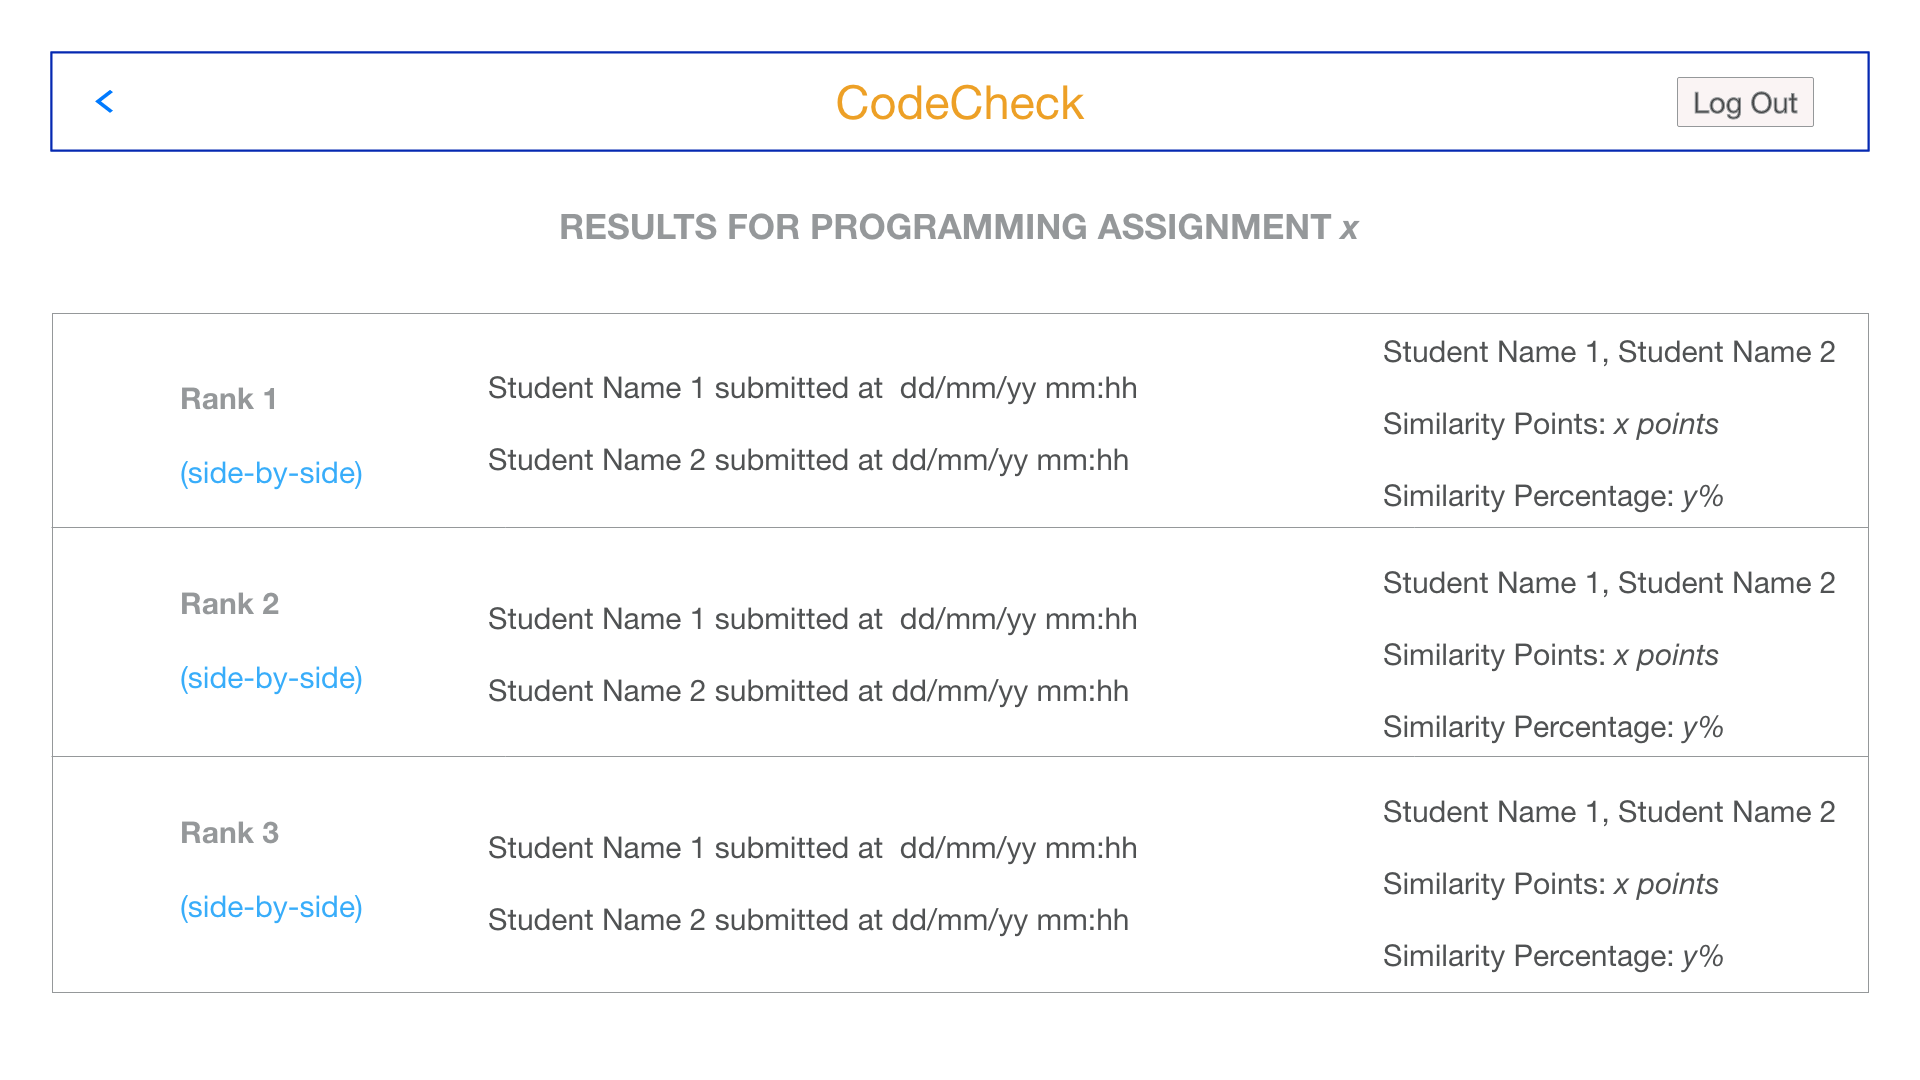 <
CodeCheck
Log Out
RESULTS FOR PROGRAMMING ASSIGNMENT x
Rank 1
(side-by-side)
Student Name 1 submitted at  dd/mm/yy mm:hh
Student Name 2 submitted at dd/mm/yy mm:hh
Student Name 1, Student Name 2
Similarity Points: x points
Similarity Percentage: y%
Rank 2
(side-by-side)
Student Name 1 submitted at  dd/mm/yy mm:hh
Student Name 2 submitted at dd/mm/yy mm:hh
Student Name 1, Student Name 2
Similarity Points: x points
Similarity Percentage: y%
Rank 3
(side-by-side)
Student Name 1 submitted at  dd/mm/yy mm:hh
Student Name 2 submitted at dd/mm/yy mm:hh
Student Name 1, Student Name 2
Similarity Points: x points
Similarity Percentage: y%